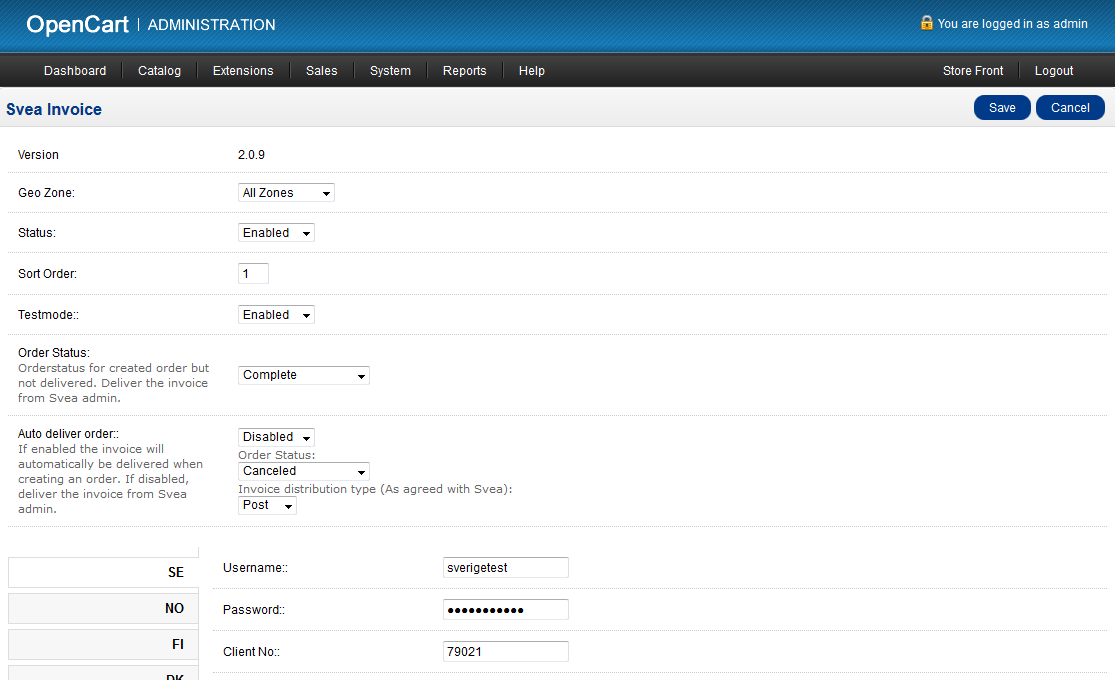 OpenCart | ADMINISTRATION
You are logged in as admin
Dashboard Catalog Extensions Sales System Reports Help Store Front Logout
Svea Invoice Save Cancel
Version 2.0.9
Geo Zone: All Zones
Status: Enabled
Sort Order: 1
Testmode:: Enabled
Order Status:
Orderstatus for created order but
not delivered. Deliver the invoice
from Svea admin.
Complete
Auto deliver order::
If enabled the invoice will
automatically be delivered when
creating an order. If disabled,
deliver the invoice from Svea
admin.
Disabled
Order Status:
Canceled
Invoice distribution type (As agreed with Svea):
Post
SE
NO
FI
DK
Username:: sverigetest
Password:: •••••••••••
Client No:: 79021